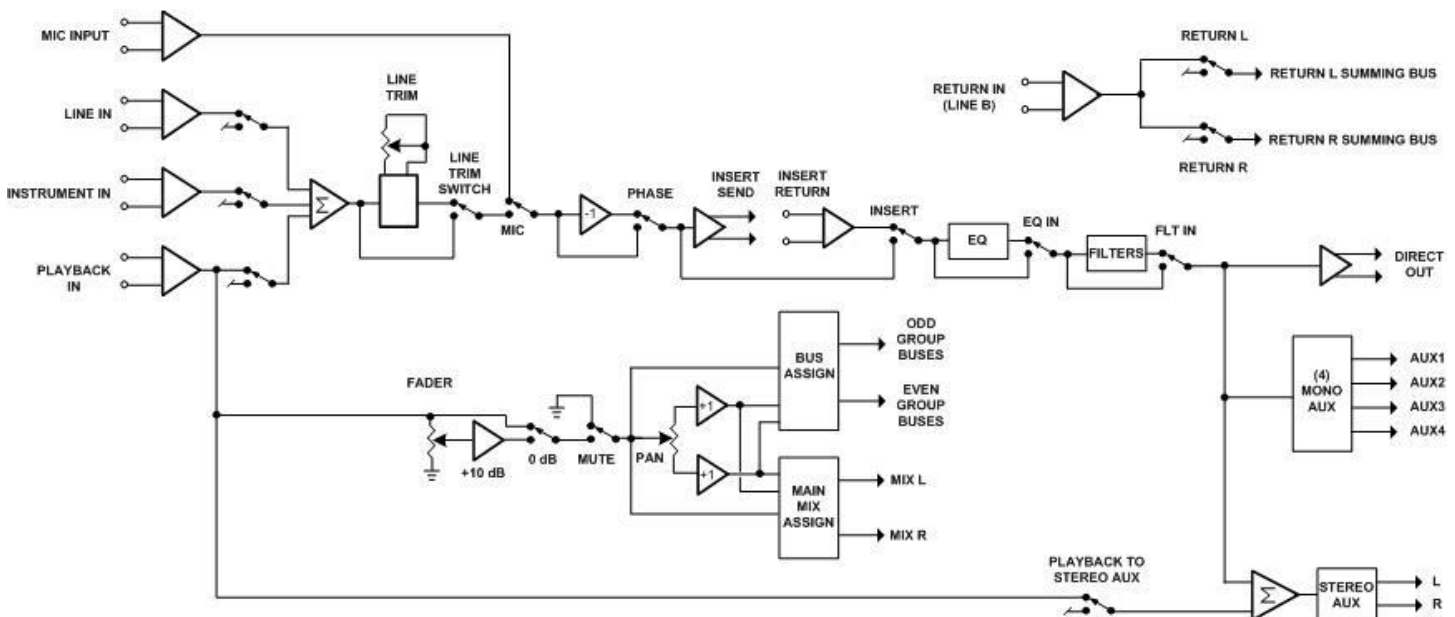 MIC INPUT
RETURN L
LINE
TRIM
RETURN IN
(LINE B)
RETURN L SUMMING BUS
LINE IN
RETURN R SUMMING BUS
RETURN R
LINE
TRIM
SWITCH
INSTRUMENT IN
Σ
MIC
-1
PHASE
INSERT
SEND
INSERT
RETURN
INSERT
EQ
EQ IN
FILTERS
FLT IN
DIRECT
OUT
PLAYBACK
IN
BUS
ASSIGN
ODD
GROUP
BUSES
EVEN
GROUP
BUSES
(4)
MONO
AUX
AUX1
AUX2
AUX3
AUX4
FADER
+10 dB
0 dB
MUTE
PAN
+1
+1
MAIN
MIX
ASSIGN
MIX L
MIX R
PLAYBACK TO
STEREO AUX
Σ
STEREO
AUX
L
R